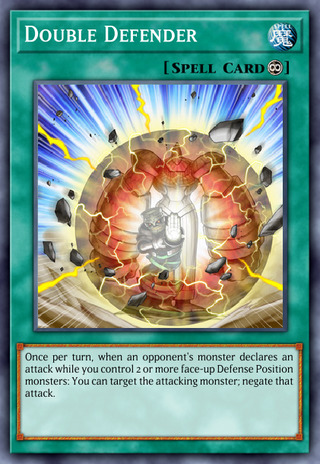 Double Defender
魔
[Spell Card]
Once per turn, when an opponent's monster declares an
attack while you control 2 or more face-up Defense Position
monsters: You can target the attacking monster; negate that
attack.